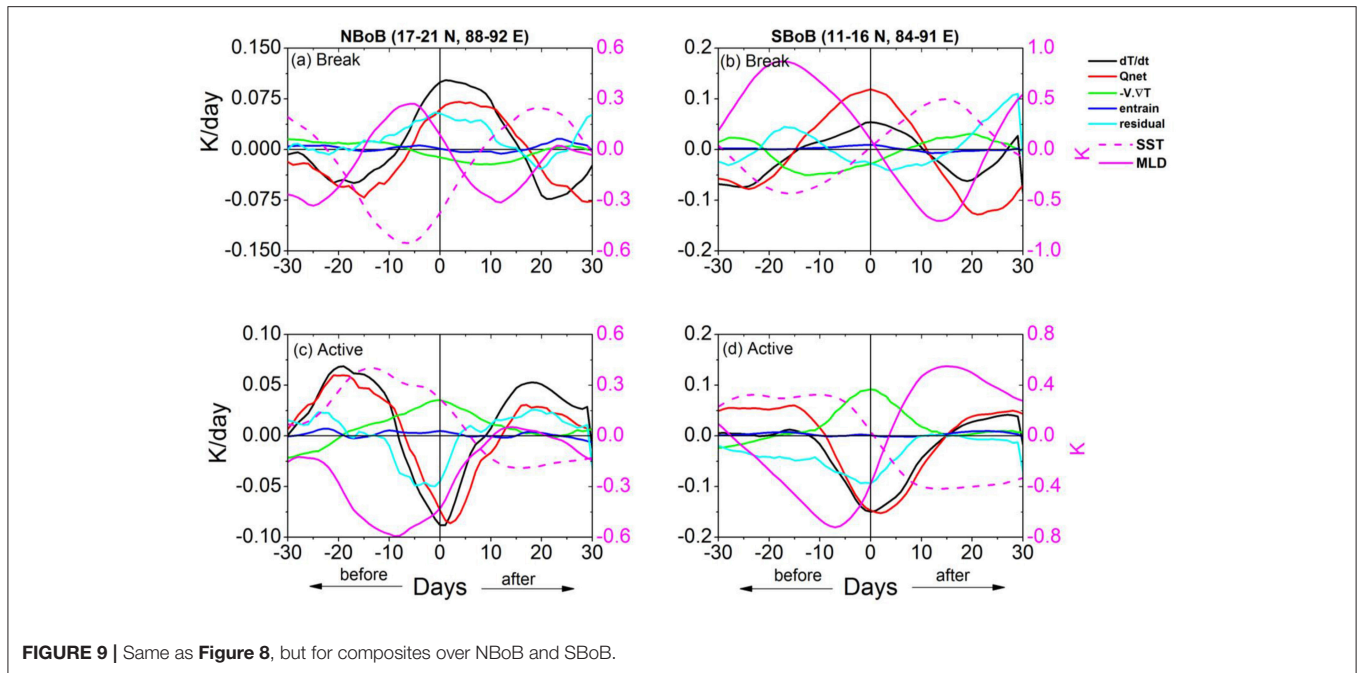 NBoB (17-21 N, 88-92 E)
SBoB (11-16 N, 84-91 E)
(a) Break
0.150
0.075
0.000
-0.075
-0.150
K/day
0.6
0.3
0.0
-0.3
-0.6
-30 -20 -10 0 10 20 30
(b) Break
0.2
0.1
0.0
-0.1
-0.2
1.0
0.5
0.0
-0.5
-1.0
K
-30 -20 -10 0 10 20 30
dT/dt
Qnet
-V.∇T
entrain
residual
SST
MLD
(c) Active
0.10
0.05
0.00
-0.05
-0.10
K/day
0.6
0.3
0.0
-0.3
-0.6
-30 -20 -10 0 10 20 30
before Days after
(d) Active
0.2
0.1
0.0
-0.1
-0.2
0.8
0.4
0.0
-0.4
-0.8
K
-30 -20 -10 0 10 20 30
before Days after
FIGURE 9 | Same as Figure 8, but for composites over NBoB and SBoB.